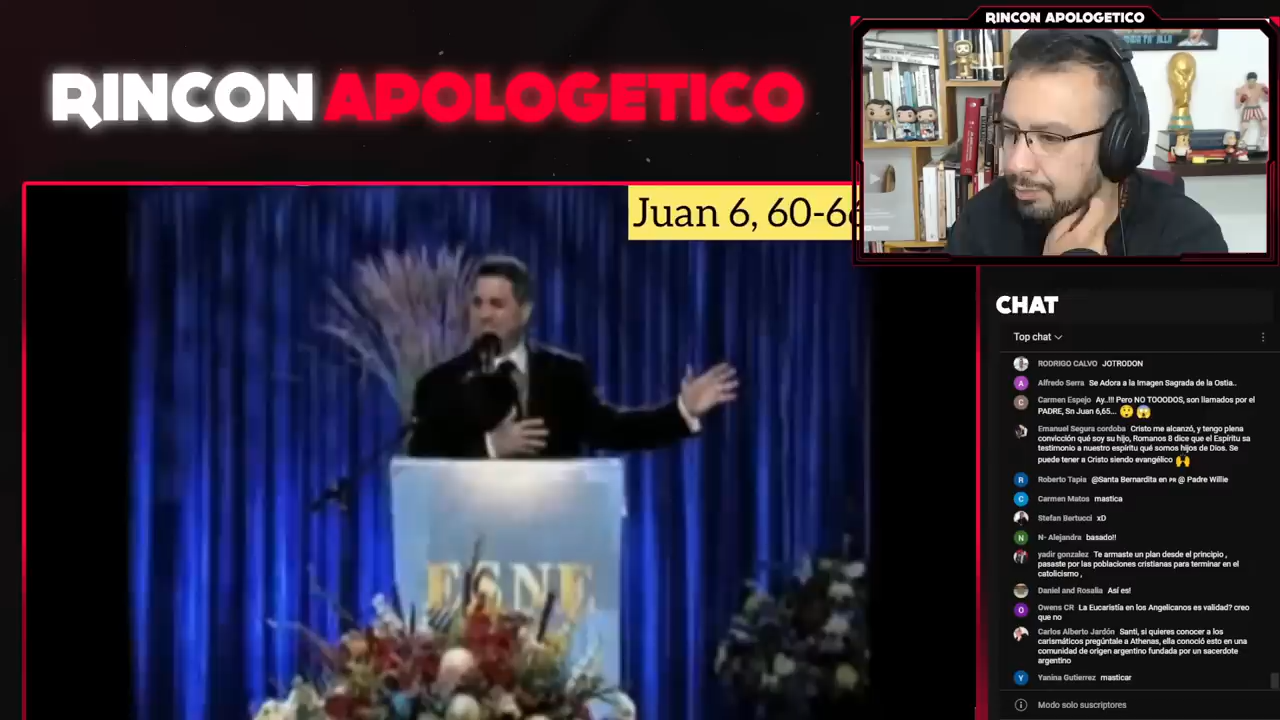 RINCON APOLOGETICO
RINCON APOLOGETICO
Juan 6, 60-6
ESNE
CHAT
Top chat
RODRIGO CALVO JOTRODON
A
Alfredo Serra Se Adora a la Imagen Sagrada de la Ostia..
C
Carmen Espejo Ay..!!! Pero NO TOOODOS, son llamados por el
PADRE, Sn Juan 6,65... 😲 😱
Emanuel Segura cordoba Cristo me alcanzó, y tengo plena
convicción qué soy su hijo, Romanos 8 dice que el Espíritu sa
testimonio a nuestro espíritu qué somos hijos de Dios. Se
puede tener a Cristo siendo evangélico 🙌
R
Roberto Tapia @Santa Bernardita en PR @ Padre Willie
C
Carmen Matos mastica
Stefan Bertucci xD
N
N- Alejandra basado!!
yadir gonzalez Te armaste un plan desde el principio ,
pasaste por las poblaciones cristianas para terminar en el
catolicismo ,
Daniel and Rosalia Así es!
O
Owens CR La Eucaristía en los Angelicanos es validad? creo
que no
Carlos Alberto Jardón Santi, si quieres conocer a los
carismáticos pregúntale a Athenas, ella conoció esto en una
comunidad de origen argentino fundada por un sacerdote
argentino
Y
Yanina Gutierrez masticar
Modo solo suscriptores